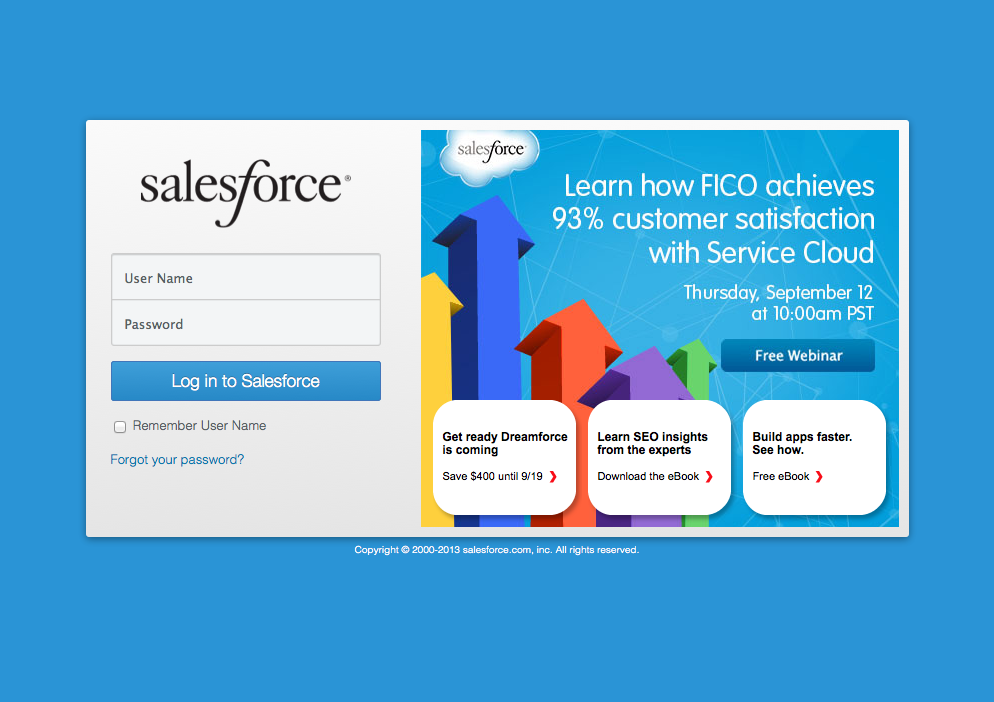 salesforce®
User Name
Password
Log in to Salesforce
Remember User Name
Forgot your password?
salesforce
Learn how FICO achieves
93% customer satisfaction
with Service Cloud
Thursday, September 12
at 10:00am PST
Free Webinar
Get ready Dreamforce
is coming
Save $400 until 9/19 ❯
Learn SEO insights
from the experts
Download the eBook ❯
Build apps faster.
See how.
Free eBook ❯
Copyright © 2000-2013 salesforce.com, inc. All rights reserved.